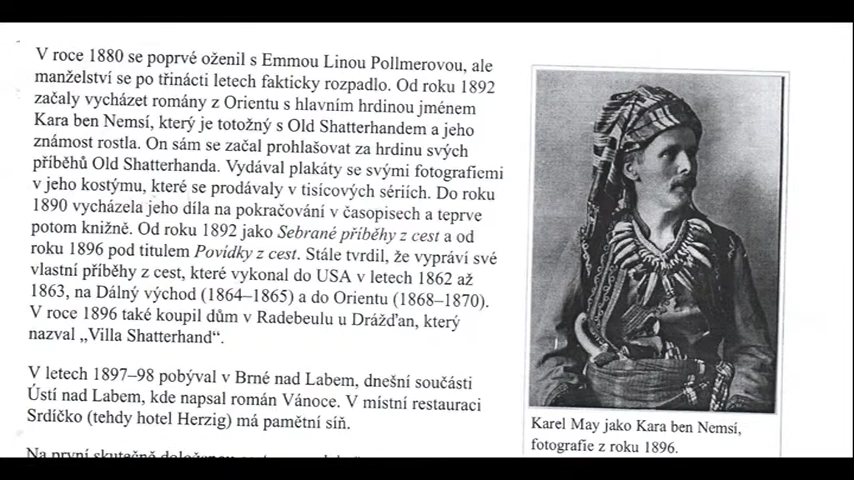 V roce 1880 se poprvé oženil s Emmou Linou Pollmerovou, ale
manželství se po třinácti letech fakticky rozpadlo. Od roku 1892
začaly vycházet romány z Orientu s hlavním hrdinou jménem
Kara ben Nemsí, který je totožný s Old Shatterhandem a jeho
známost rostla. On sám se začal prohlašovat za hrdinu svých
příběhů Old Shatterhanda. Vydával plakáty se svými fotografiemi
v jeho kostýmu, které se prodávaly v tisícových sériích. Do roku
1890 vycházela jeho díla na pokračování v časopisech a teprve
potom knižně. Od roku 1892 jako Sebrané příběhy z cest a od
roku 1896 pod titulem Povídky z cest. Stále tvrdil, že vypráví své
vlastní příběhy z cest, které vykonal do USA v letech 1862 až
1863, na Dálný východ (1864–1865) a do Orientu (1868–1870).
V roce 1896 také koupil dům v Radebeulu u Drážďan, který
nazval „Villa Shatterhand“.
V letech 1897–98 pobýval v Brné nad Labem, dnešní součásti
Ústí nad Labem, kde napsal román Vánoce. V místní restauraci
Srdíčko (tehdy hotel Herzig) má pamětní síň.
Na první skutečně
Karel May jako Kara ben Nemsí,
fotografie z roku 1896.